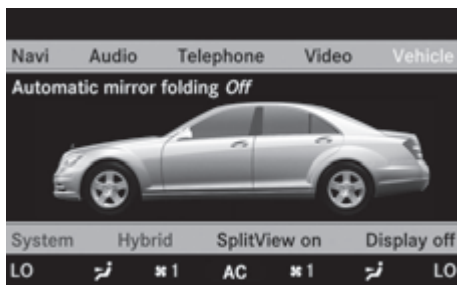 Navi Audio Telephone Video Vehicle
Automatic mirror folding Off
System Hybrid SplitView on Display off
LO 1 AC 1 LO